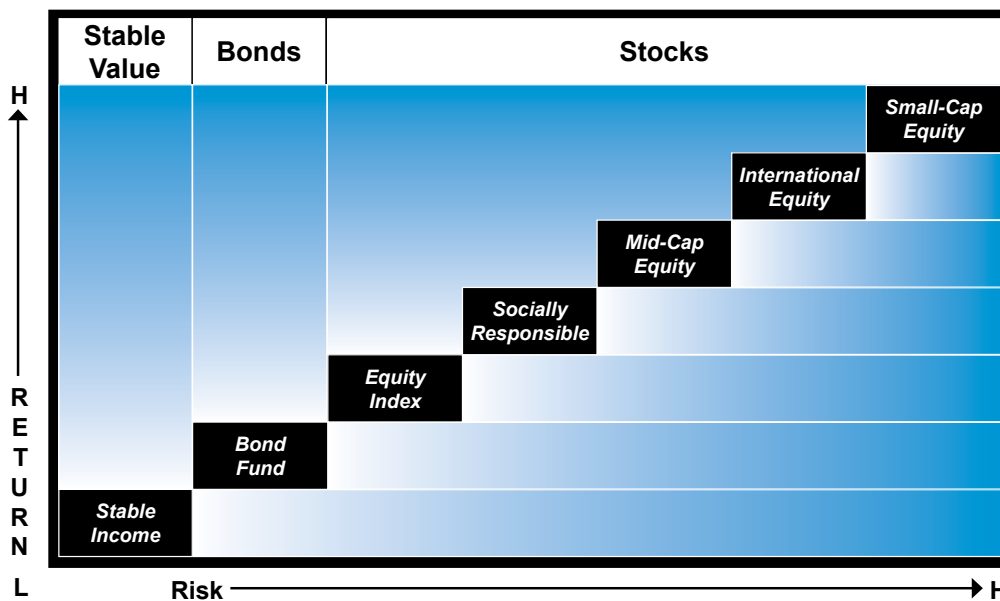 Stable
Value
Bonds
Stocks
H
Small-Cap
Equity
International
Equity
Mid-Cap
Equity
Socially
Responsible
Equity
Index
Bond
Fund
Stable
Income
R
E
T
U
R
N
L
Risk
H